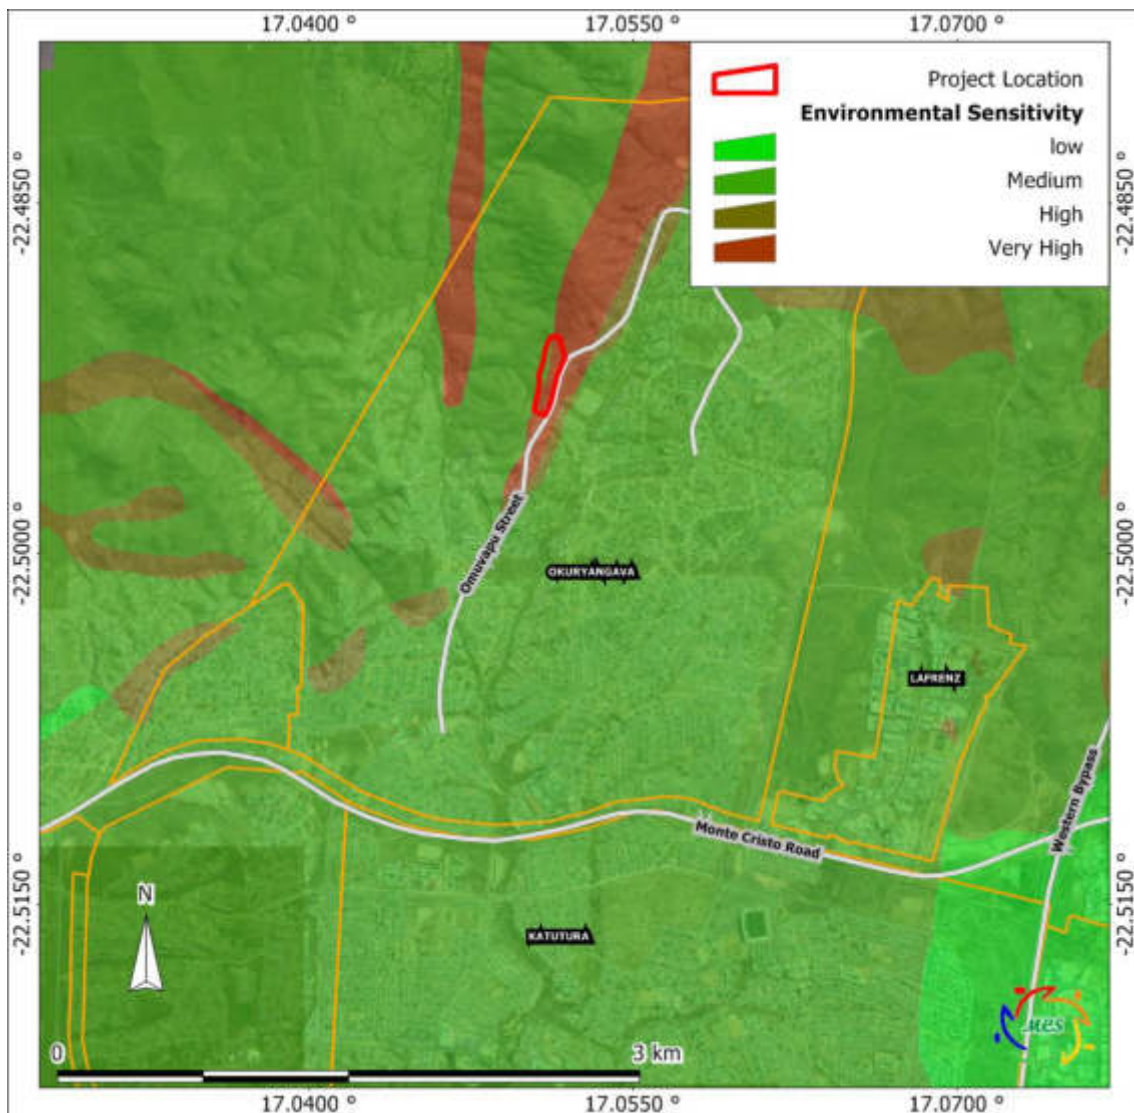 17.0400 °
17.0550 °
17.0700 °
Project Location
Environmental Sensitivity
low
Medium
High
Very High
-22.4850 °
-22.4850 °
-22.5000 °
-22.5000 °
Omuvapu Street
OKURYANGAVA
LAFRENZ
Western Bypass
Monte Cristo Road
-22.5150 °
-22.5150 °
N
KATUTURA
MES
0
3 km
17.0400 °
17.0550 °
17.0700 °